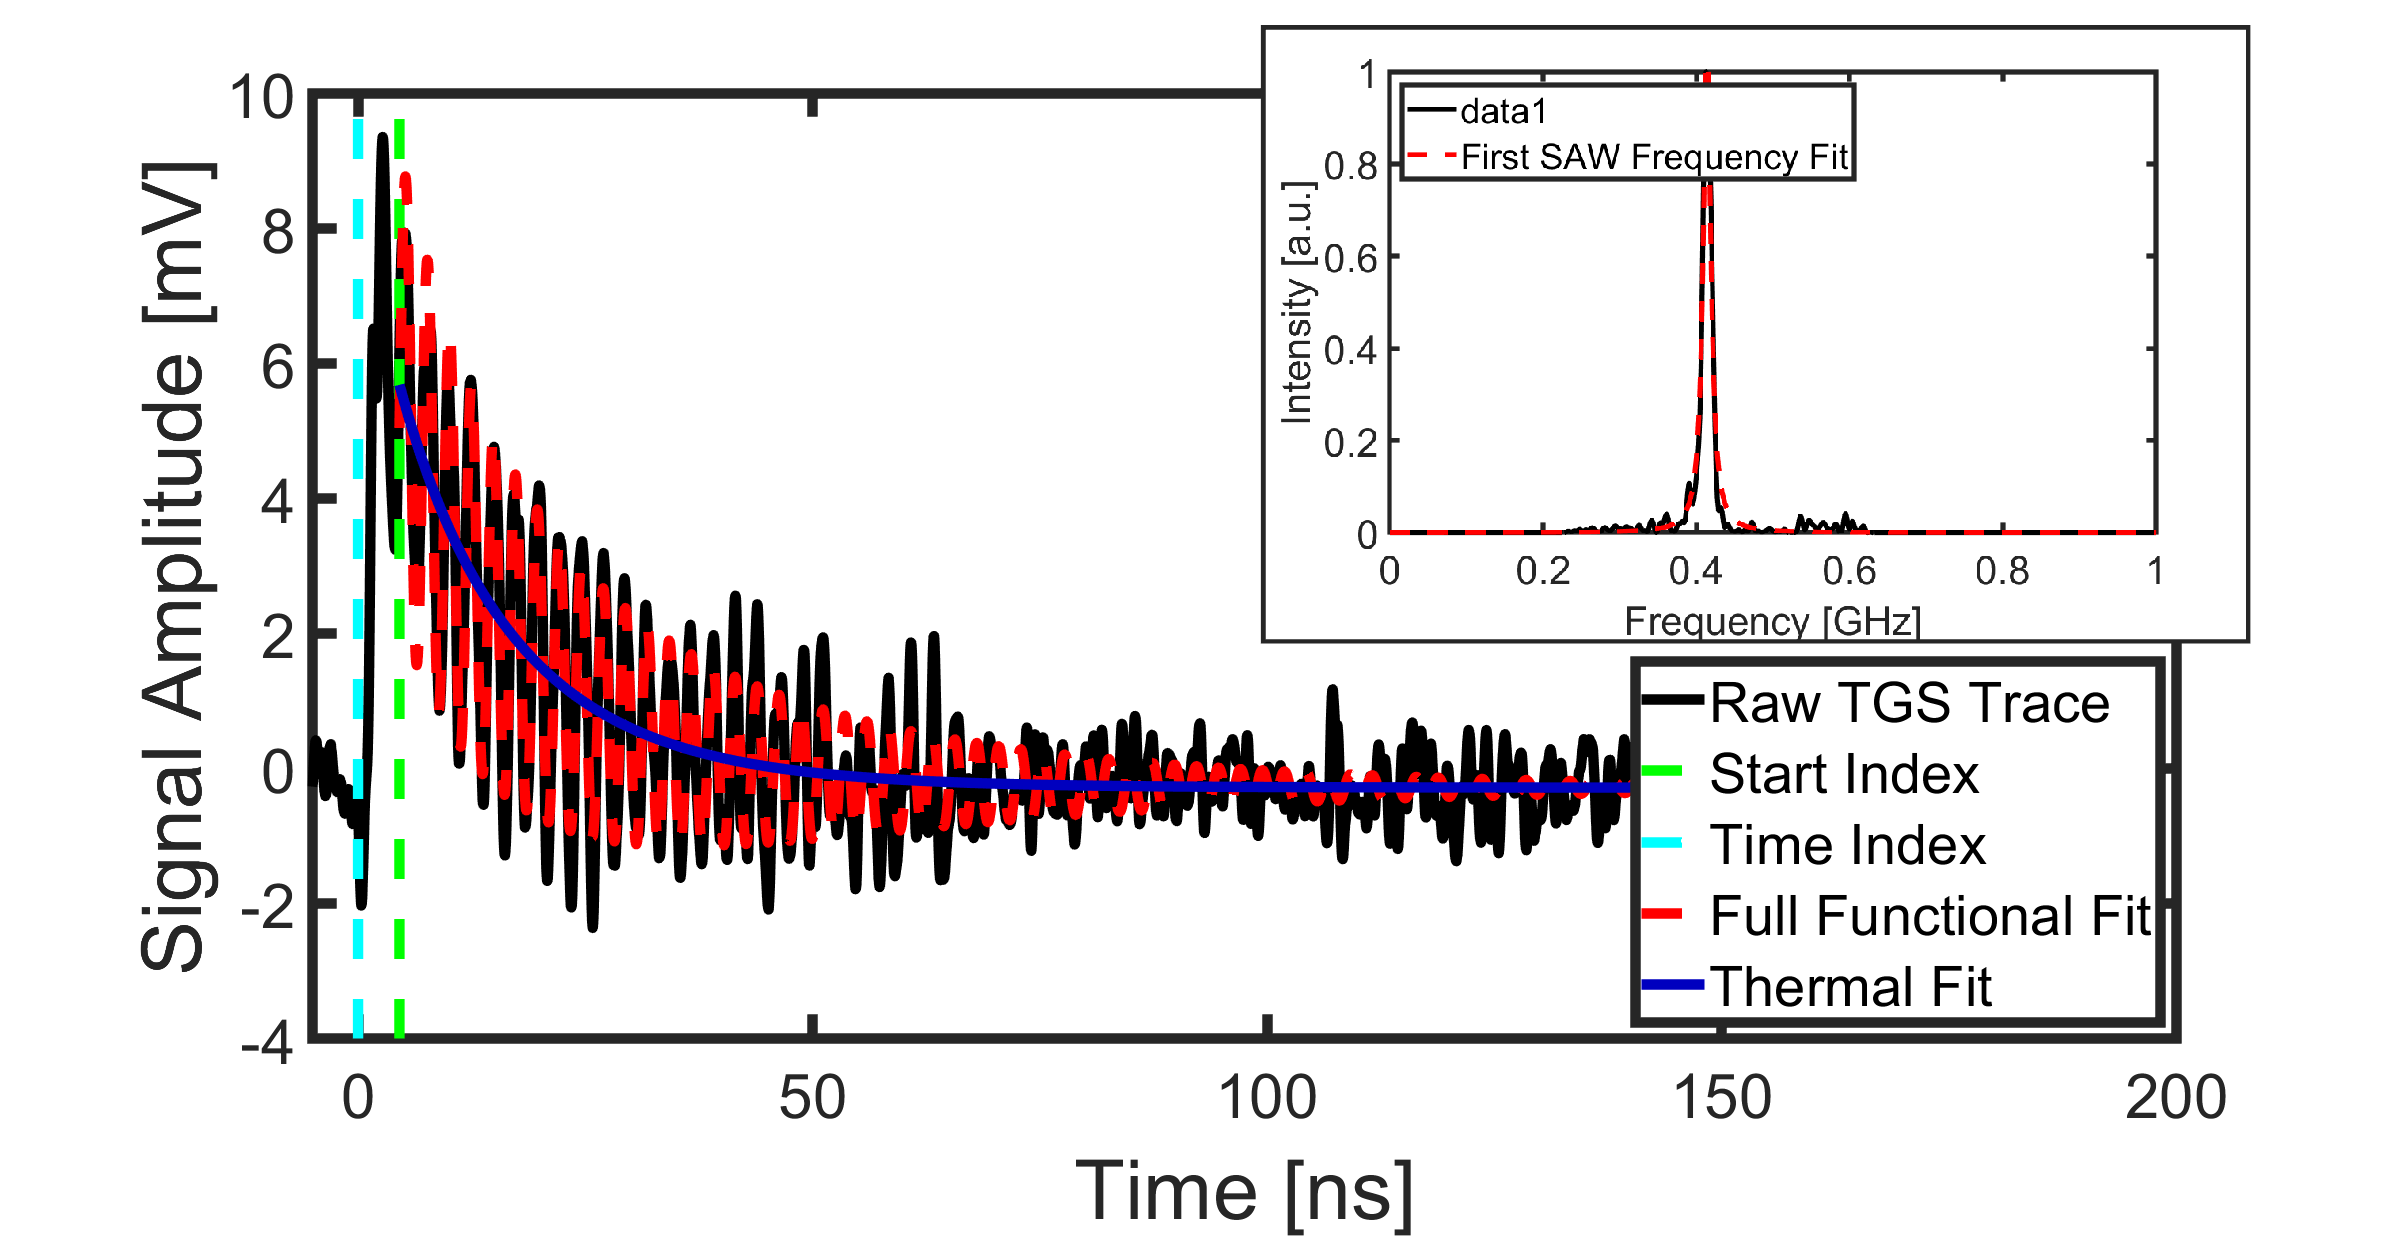 10
8
6
4
2
0
-2
-4
Signal Amplitude [mV]
0
50
100
150
200
Time [ns]
1
0.8
0.6
0.4
0.2
0
Intensity [a.u.]
data1
First SAW Frequency Fit
0
0.2
0.4
0.6
0.8
1
Frequency [GHz]
Raw TGS Trace
Start Index
Time Index
Full Functional Fit
Thermal Fit